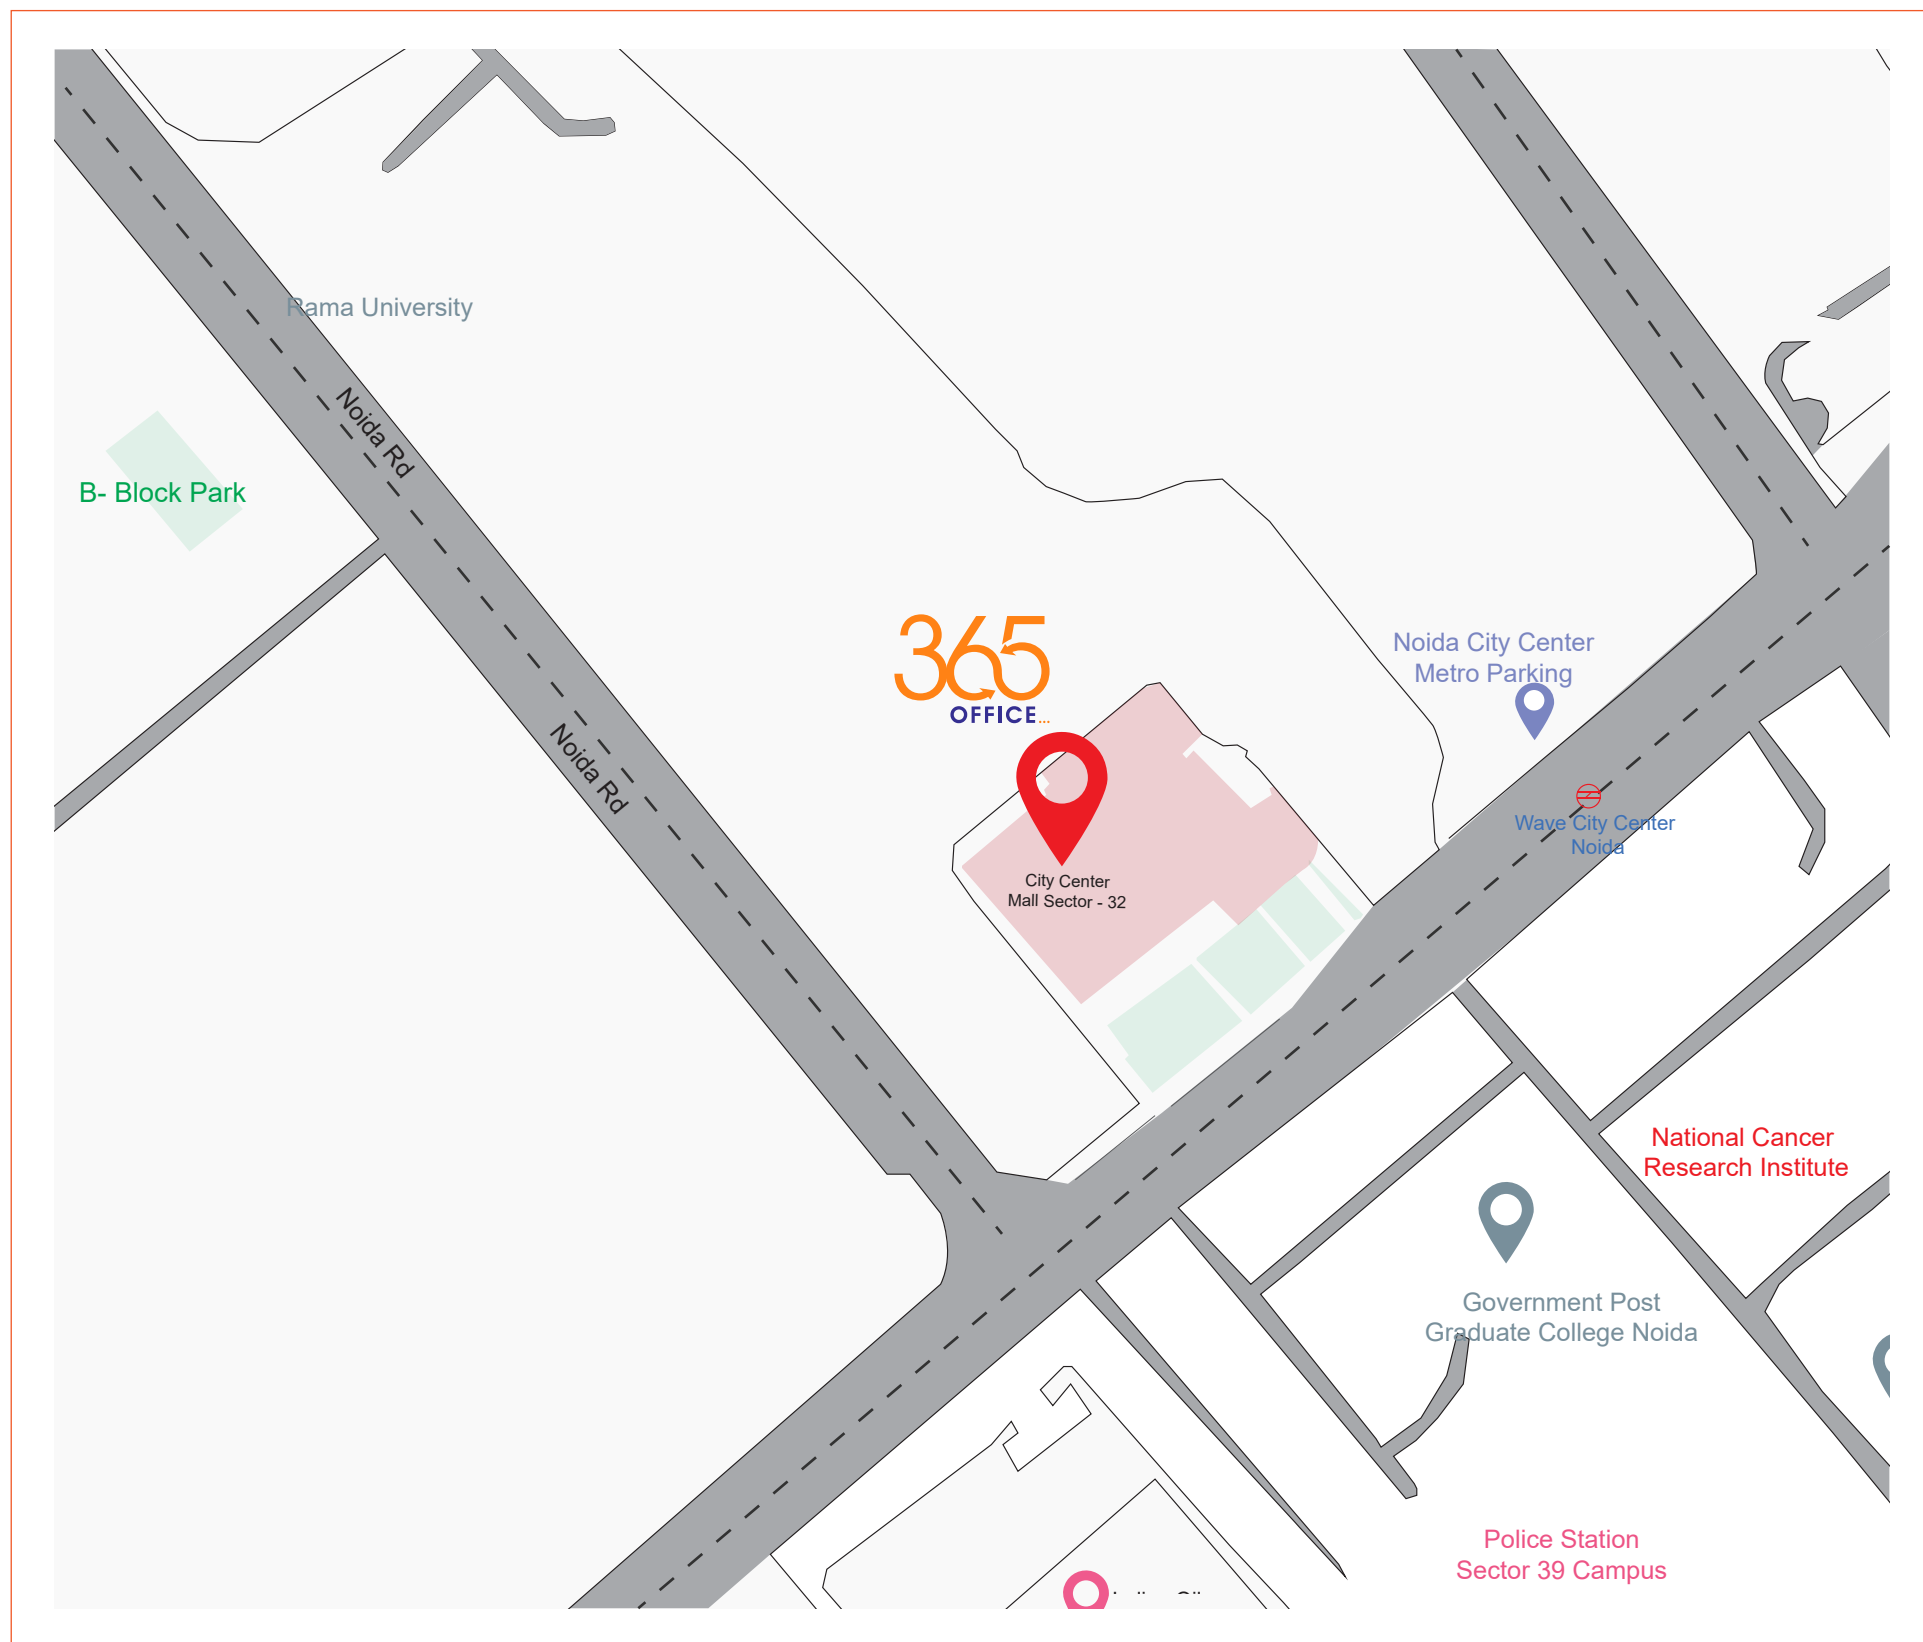 Rama University
Noida Rd
B- Block Park
365
OFFICE...
Noida City Center
Metro Parking
Noida Rd
Wave City Center
Noida
City Center
Mall Sector - 32
National Cancer
Research Institute
Government Post
Graduate College Noida
Police Station
Sector 39 Campus